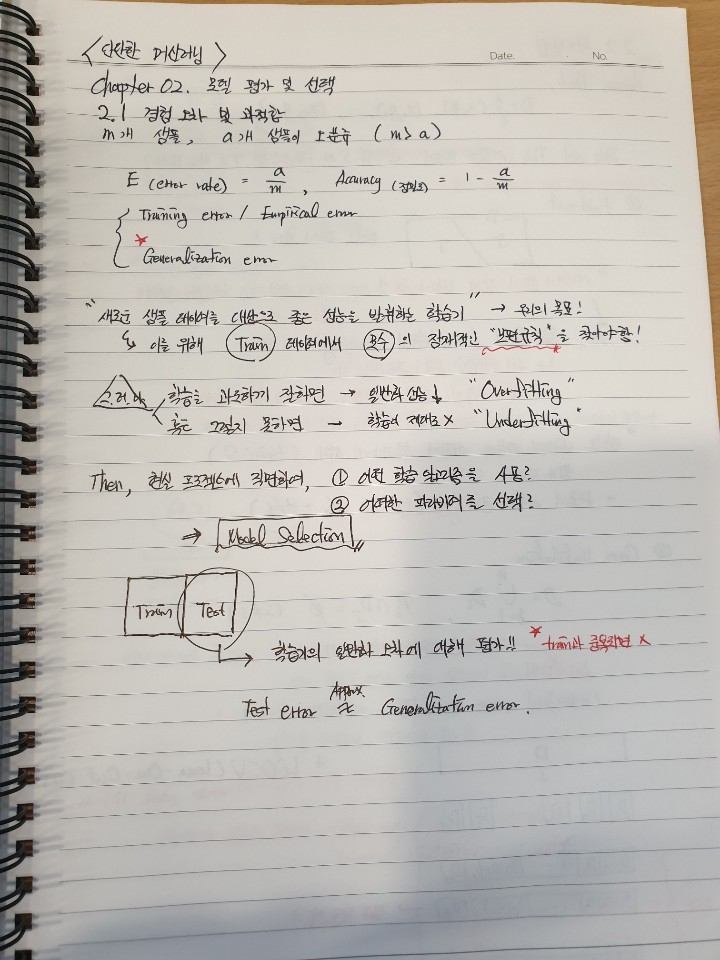 <단단한 머신러닝>
Date. No.
Chapter 02. 모델 평가 및 선택
2.1 경험 오차 및 과적합
m개 샘플, a개 샘플이 오분류 (m≥a)
E (error rate) = a/m, Accuracy (정밀도) = 1 - a/m
Training error / Empirical error
* Generalization error
"새로운 샘플 데이터를 대상으로 좋은 성능을 발휘하는 학습기" → 우리의 목표!
↳ 이를 위해 Train 데이터에서 다수의 잠재적인 "보편규칙"을 찾아야 함!
그러나 학습을 과도하게 잘하면 → 일반화 성능↓ "Overfitting"
혹은 그렇지 못하면 → 학습이 제대로 X "Underfitting"
Then, 현실 프로젝트에 직면하여, ① 어떤 학습 알고리즘을 사용?
② 어떠한 파라미터를 선택?
⇒ Model Selection
Train Test
→ 학습기의 일반화 오차에 대해 평가!! * train과 중복되면 X
Approx.
Test error ≈ Generalization error.